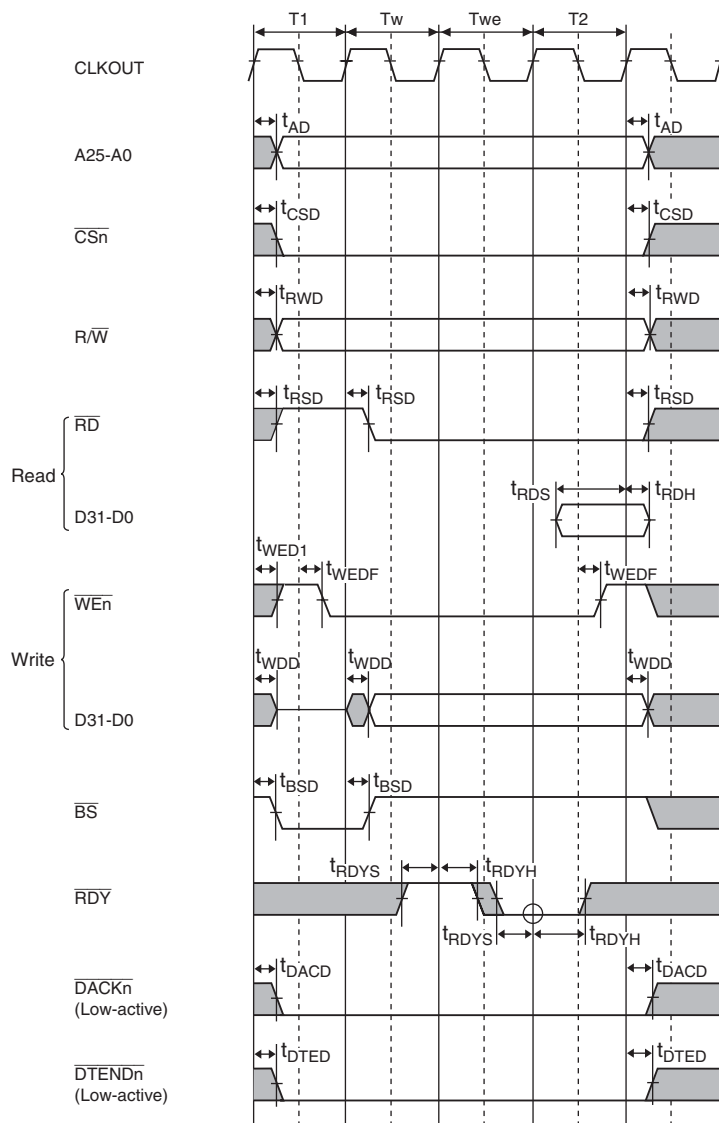 T1 Tw Twe T2
CLKOUT
tAD tAD
A25-A0
tCSD tCSD
CSn
tRWD tRWD
R/W
tRSD tRSD tRSD
RD
Read
tRDS tRDH
D31-D0
tWED1
tWEDF tWEDF
WEn
Write
tWDD tWDD tWDD
D31-D0
tBSD tBSD
BS
tRDYS tRDYH
RDY
tRDYS tRDYH
tDACD tDACD
DACKn
(Low-active)
tDTED tDTED
DTENDn
(Low-active)